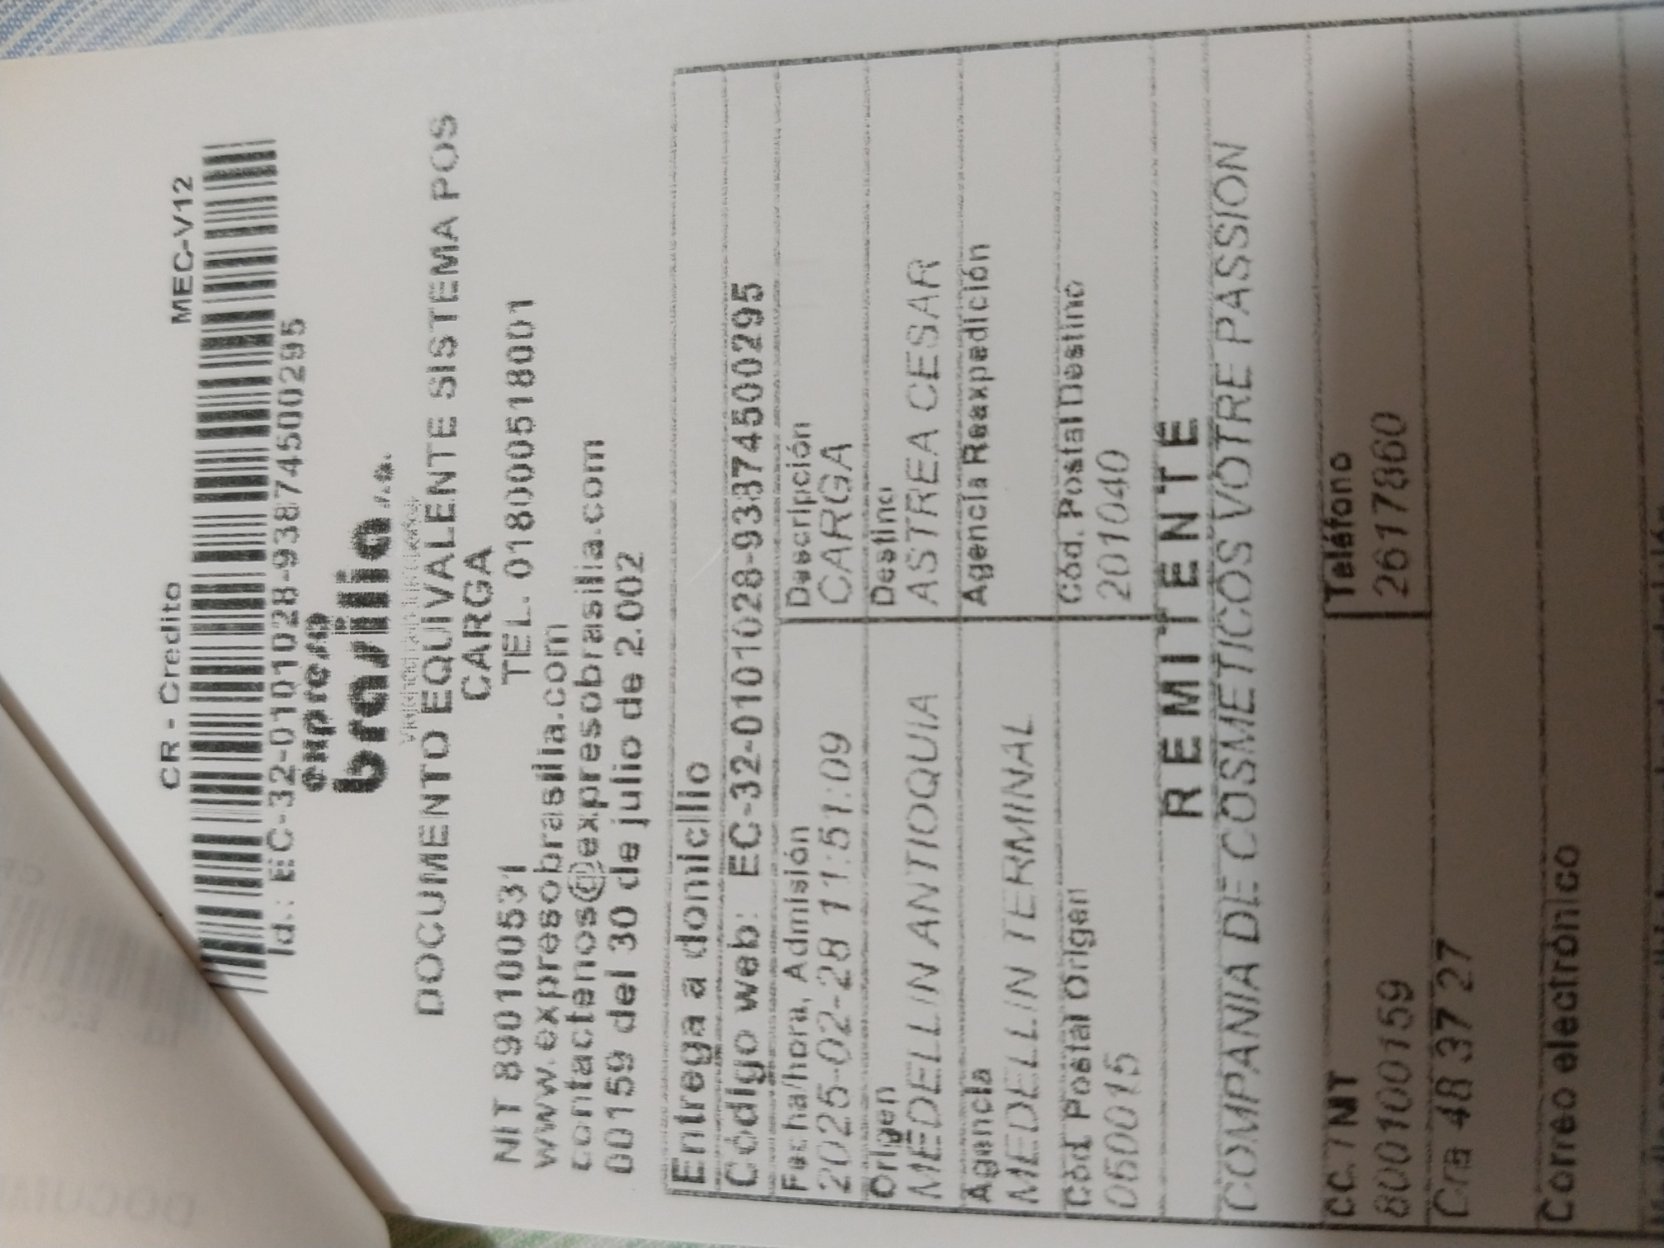 CR - Credito MEC-V12
Id.: EC-32-0101028-93874500295
expreso
brasilia s.a.
DOCUMENTO EQUIVALENTE SISTEMA POS
CARGA
NIT 890100531 TEL. 018000518001
www.expresobrasilia.com
contactenos@expresobrasilia.com
00159 del 30 de julio de 2.002
Entrega a domicilio
Código web: EC-32-0101028-93874500295
Fecha/hora, Admisión Descripción
2025-02-28 11:51:09 CARGA
Origen Destino
MEDELLIN ANTIOQUIA ASTREA CESAR
Agencia Agencia Reexpedición
MEDELLIN TERMINAL
Cód. Postal Origen Cód. Postal Destino
050015 201040
REMITENTE
COMPANIA DE COSMETICOS VOTRE PASSION
CC / NIT Teléfono
800100159 2617860
Cra 48 37 27
Correo electrónico